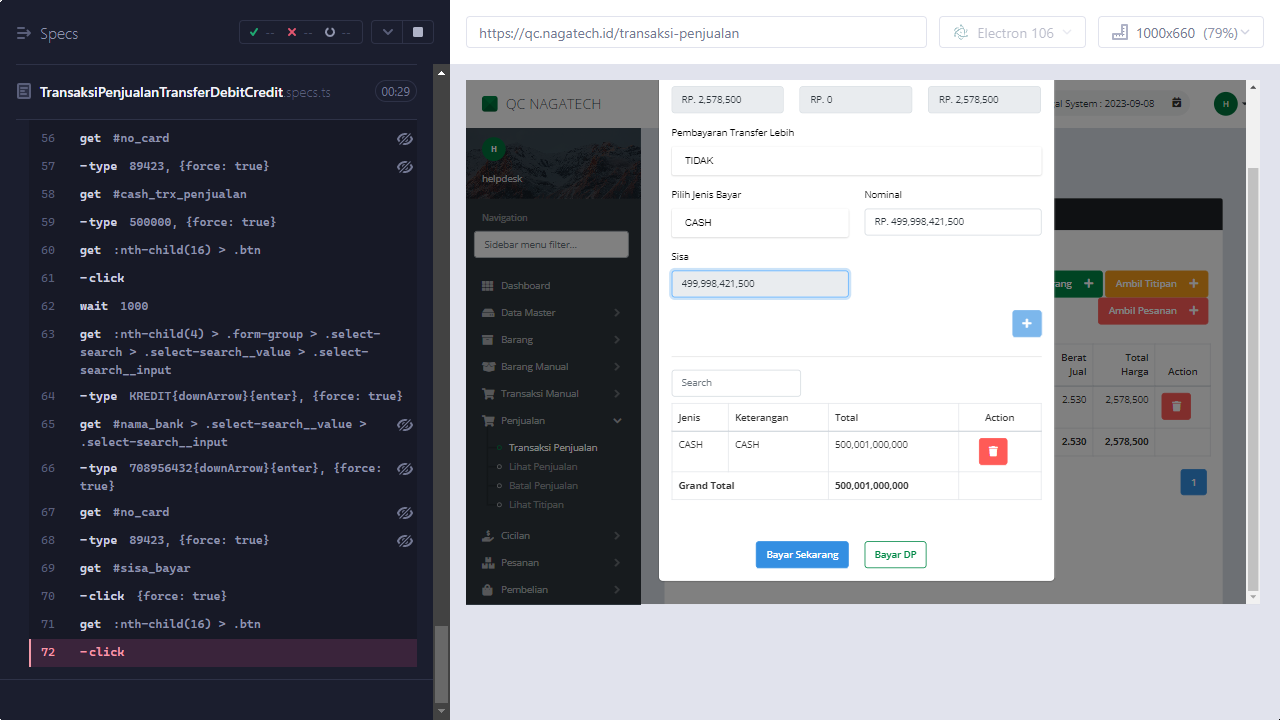 Specs
--
--
--
TransaksiPenjualanTransferDebitCredit.specs.ts
00:29
56 get #no_card
57 -type 89423, {force: true}
58 get #cash_trx_penjualan
59 -type 500000, {force: true}
60 get :nth-child(16) > .btn
61 -click
62 wait 1000
63 get :nth-child(4) > .form-group > .select-
search > .select-search__value > .select-
search__input
64 -type KREDIT{downArrow}{enter}, {force: true}
65 get #nama_bank > .select-search__value >
.select-search__input
66 -type 708956432{downArrow}{enter}, {force:
true}
67 get #no_card
68 -type 89423, {force: true}
69 get #sisa_bayar
70 -click {force: true}
71 get :nth-child(16) > .btn
72 -click
https://qc.nagatech.id/transaksi-penjualan
Electron 106
1000x660 (79%)
QC NAGATECH
H
helpdesk
Navigation
Sidebar menu filter...
Dashboard
Data Master
Barang
Barang Manual
Transaksi Manual
Penjualan
Transaksi Penjualan
Lihat Penjualan
Batal Penjualan
Lihat Titipan
Cicilan
Pesanan
Pembelian
RP. 2,578,500
RP. 0
RP. 2,578,500
Pembayaran Transfer Lebih
TIDAK
Pilih Jenis Bayar
Nominal
CASH
RP. 499,998,421,500
Sisa
499,998,421,500
+
Search
Jenis Keterangan Total Action
CASH CASH 500,001,000,000
Grand Total 500,001,000,000
Bayar Sekarang
Bayar DP
al System : 2023-09-08
H
ang +
Ambil Titipan +
Ambil Pesanan +
Berat Jual
Total Harga
Action
2.530 2,578,500
2.530 2,578,500
1